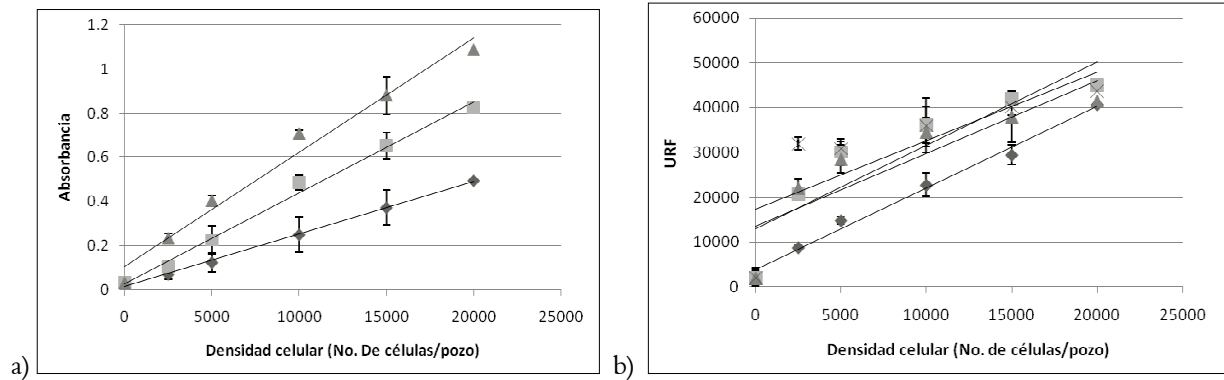 1.2
1
0.8
0.6
0.4
0.2
0
Absorbancia
0 5000 10000 15000 20000 25000
Densidad celular (No. De células/pozo)
a)
60000
50000
40000
30000
20000
10000
0
URF
0 5000 10000 15000 20000 25000
Densidad celular (No. de células/pozo)
b)